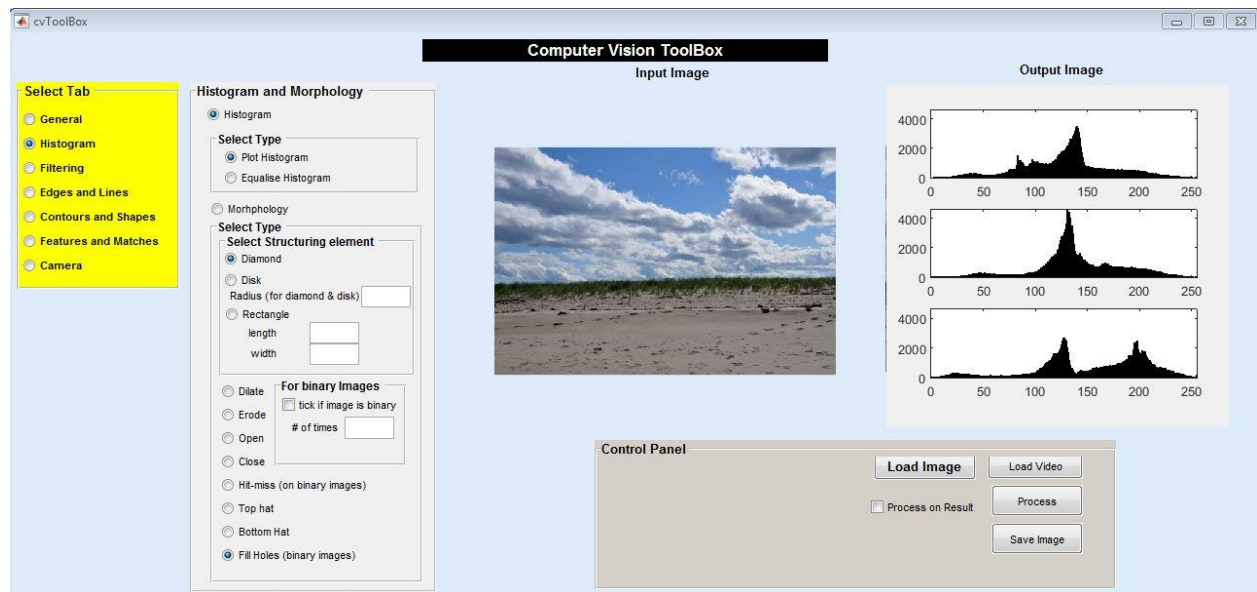 cvToolBox
Computer Vision ToolBox
Input Image
Output Image
Select Tab
General
Histogram
Filtering
Edges and Lines
Contours and Shapes
Features and Matches
Camera
Histogram and Morphology
Histogram
Select Type
Plot Histogram
Equalise Histogram
Morhphology
Select Type
Select Structuring element
Diamond
Disk
Radius (for diamond & disk)
Rectangle
length
width
Dilate
Erode
Open
Close
For binary Images
tick if image is binary
# of times
Hit-miss (on binary images)
Top hat
Bottom Hat
Fill Holes (binary images)
4000
2000
0
0 50 100 150 200 250
4000
2000
0
0 50 100 150 200 250
4000
2000
0
0 50 100 150 200 250
Control Panel
Load Image
Load Video
Process on Result
Process
Save Image